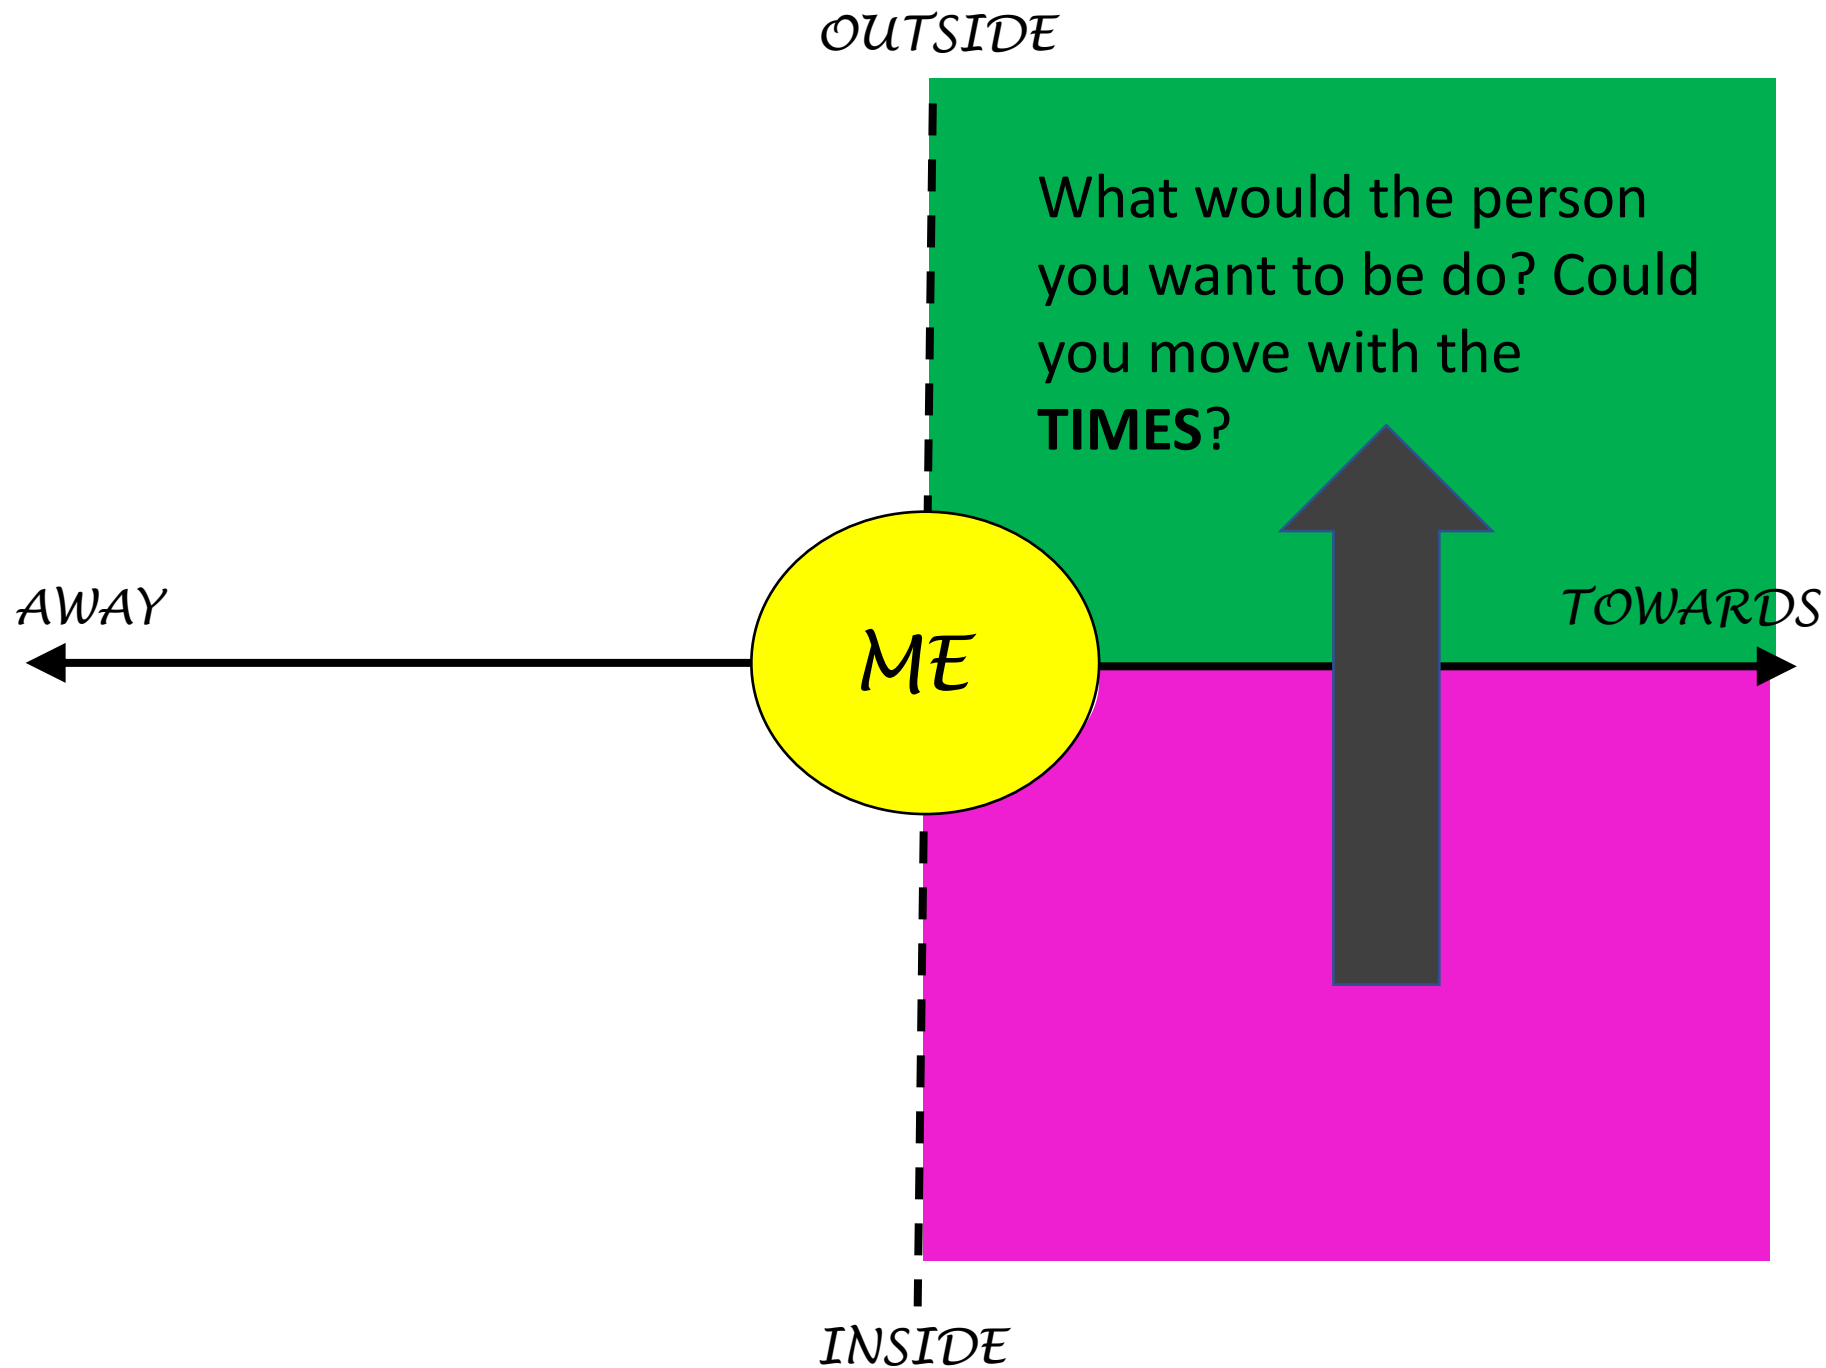 OUTSIDE
What would the person
you want to be do? Could
you move with the
TIMES?
AWAY
TOWARDS
ME
INSIDE